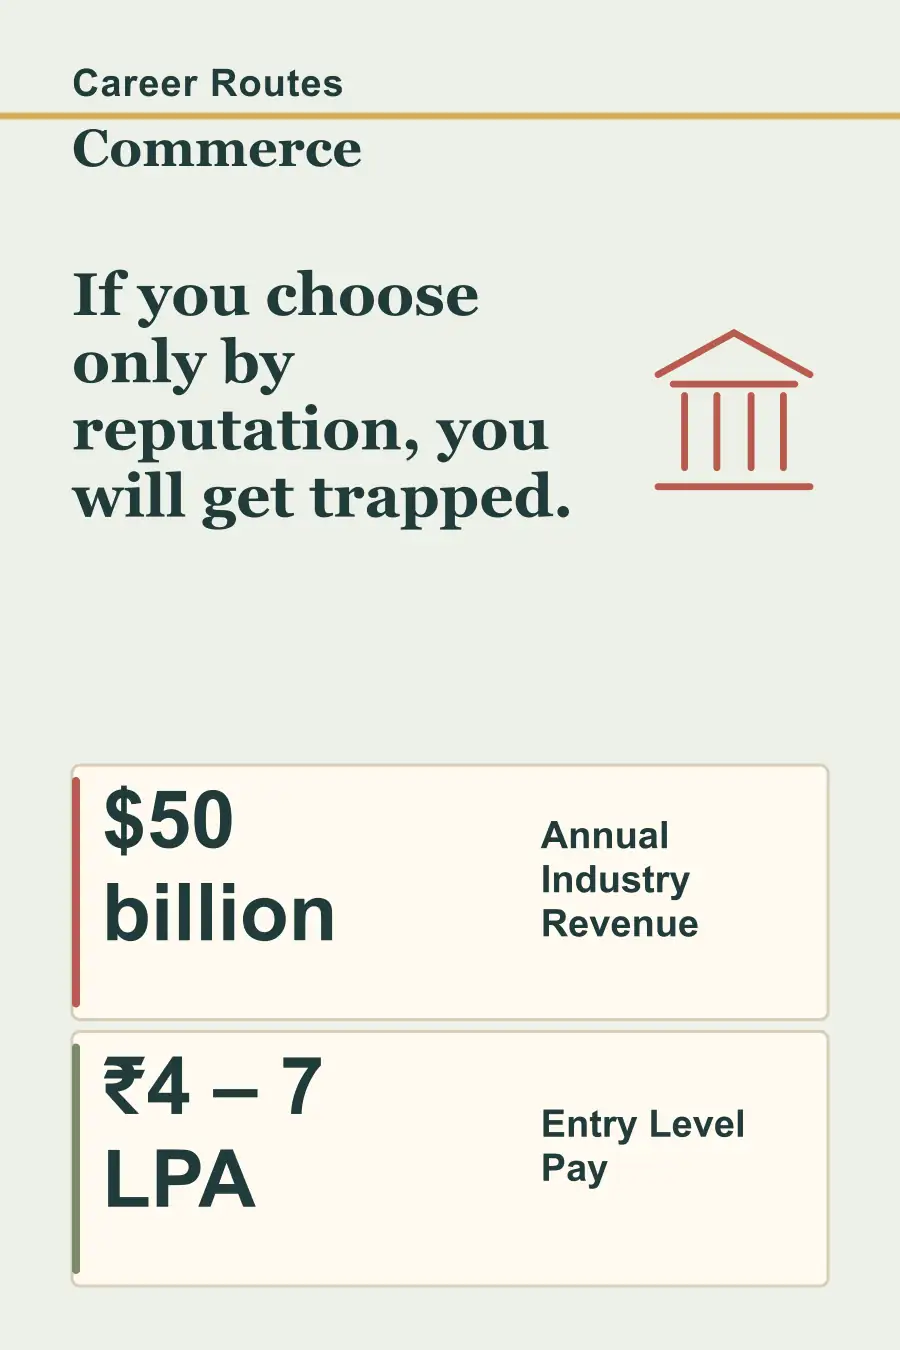 Career Routes
Commerce
If you choose
only by
reputation, you
will get trapped.
$50
billion
Annual
Industry
Revenue
₹4 – 7
LPA
Entry Level
Pay